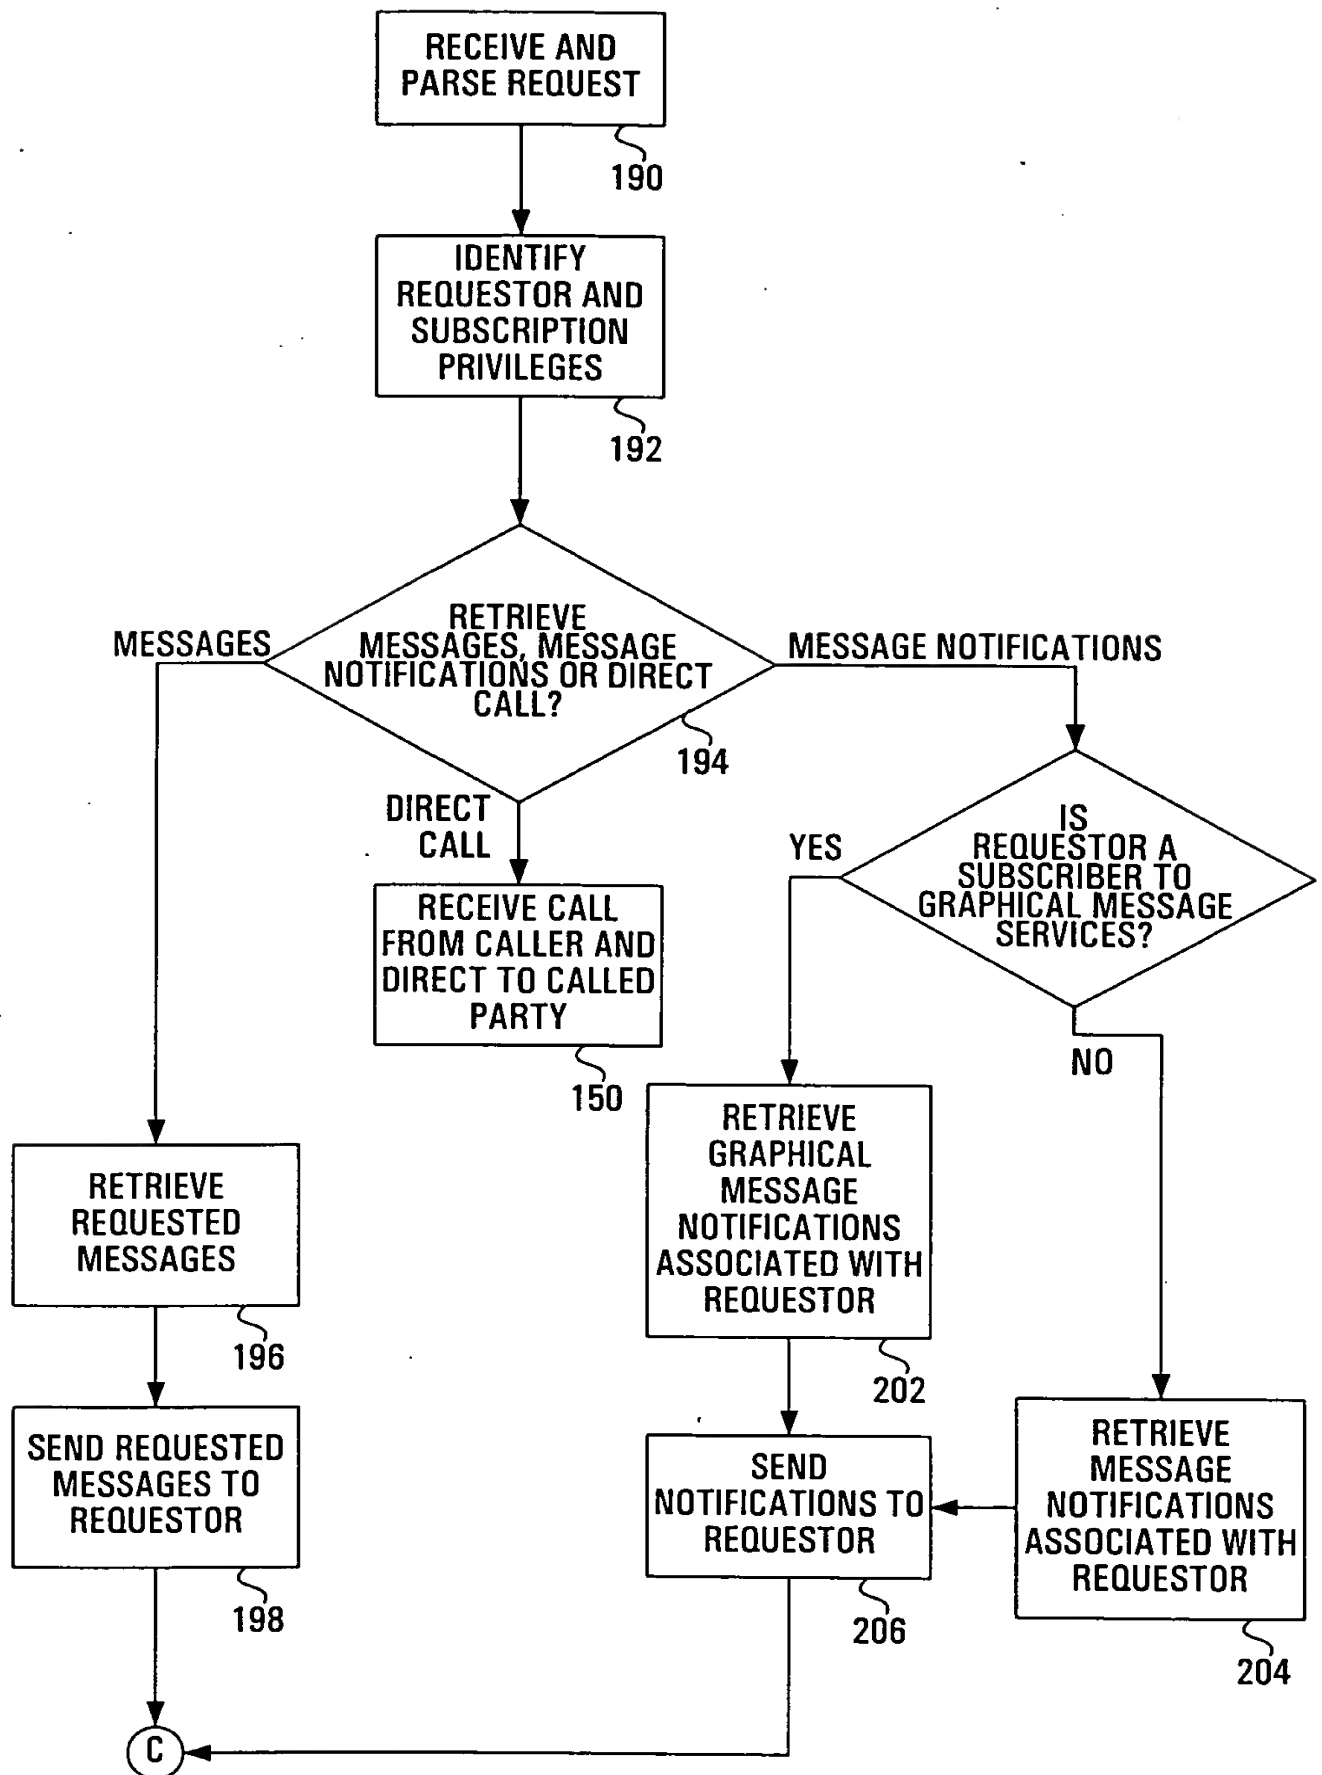 RECEIVE AND
PARSE REQUEST
190
IDENTIFY
REQUESTOR AND
SUBSCRIPTION
PRIVILEGES
192
RETRIEVE
MESSAGES, MESSAGE
NOTIFICATIONS OR DIRECT
CALL?
194
MESSAGES
MESSAGE NOTIFICATIONS
DIRECT
CALL
RECEIVE CALL
FROM CALLER AND
DIRECT TO CALLED
PARTY
150
IS
REQUESTOR A
SUBSCRIBER TO
GRAPHICAL MESSAGE
SERVICES?
YES
NO
RETRIEVE
REQUESTED
MESSAGES
196
RETRIEVE
GRAPHICAL
MESSAGE
NOTIFICATIONS
ASSOCIATED WITH
REQUESTOR
202
SEND REQUESTED
MESSAGES TO
REQUESTOR
198
SEND
NOTIFICATIONS TO
REQUESTOR
206
RETRIEVE
MESSAGE
NOTIFICATIONS
ASSOCIATED WITH
REQUESTOR
204
C